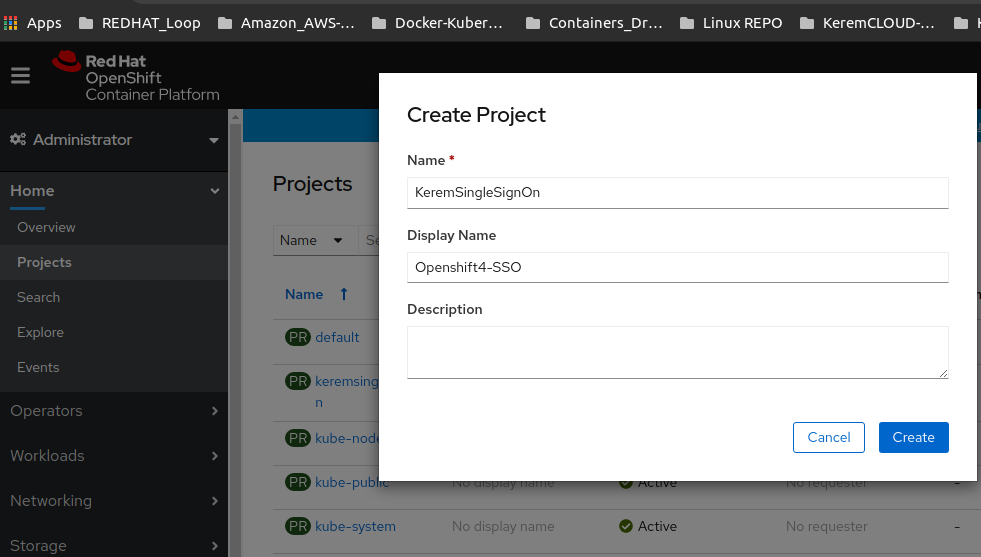 Apps REDHAT_Loop Amazon_AWS-... Docker-Kuber... Containers_Dr... Linux REPO KeremCLOUD-...
Red Hat
OpenShift
Container Platform
Administrator
Home
Overview
Projects
Search
Explore
Events
Operators
Workloads
Networking
Storage
Projects
Name
Name
PR default
PR keremsing
n
PR kube-node
PR kube-public No display name Active No requester -
PR kube-system No display name Active No requester -
Create Project
Name *
KeremSingleSignOn
Display Name
Openshift4-SSO
Description
Cancel Create